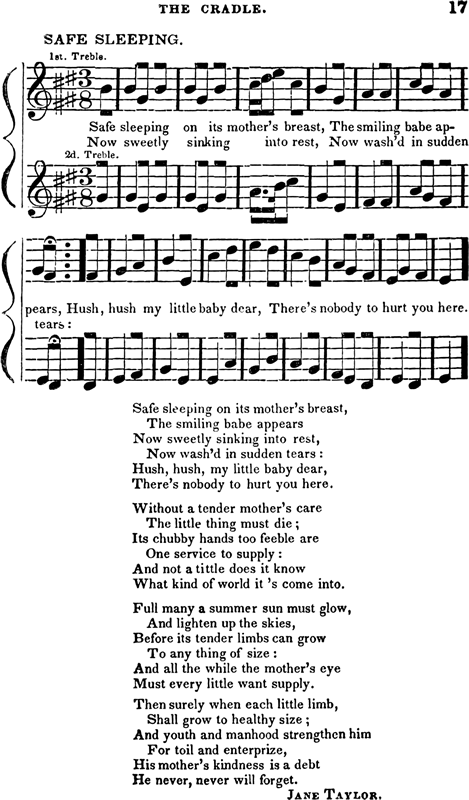 THE CRADLE. 17
SAFE SLEEPING.
1st. Treble.
3
8
Safe sleeping on its mother's breast, The smiling babe ap-
Now sweetly sinking into rest, Now wash'd in sudden
2d. Treble.
3
8
pears, Hush, hush my little baby dear, There's nobody to hurt you here.
tears:
Safe sleeping on its mother's breast,
The smiling babe appears
Now sweetly sinking into rest,
Now wash'd in sudden tears :
Hush, hush, my little baby dear,
There's nobody to hurt you here.
Without a tender mother's care
The little thing must die ;
Its chubby hands too feeble are
One service to supply :
And not a tittle does it know
What kind of world it 's come into.
Full many a summer sun must glow,
And lighten up the skies,
Before its tender limbs can grow
To any thing of size :
And all the while the mother's eye
Must every little want supply.
Then surely when each little limb,
Shall grow to healthy size ;
And youth and manhood strengthen him
For toil and enterprize,
His mother's kindness is a debt
He never, never will forget.
JANE TAYLOR.